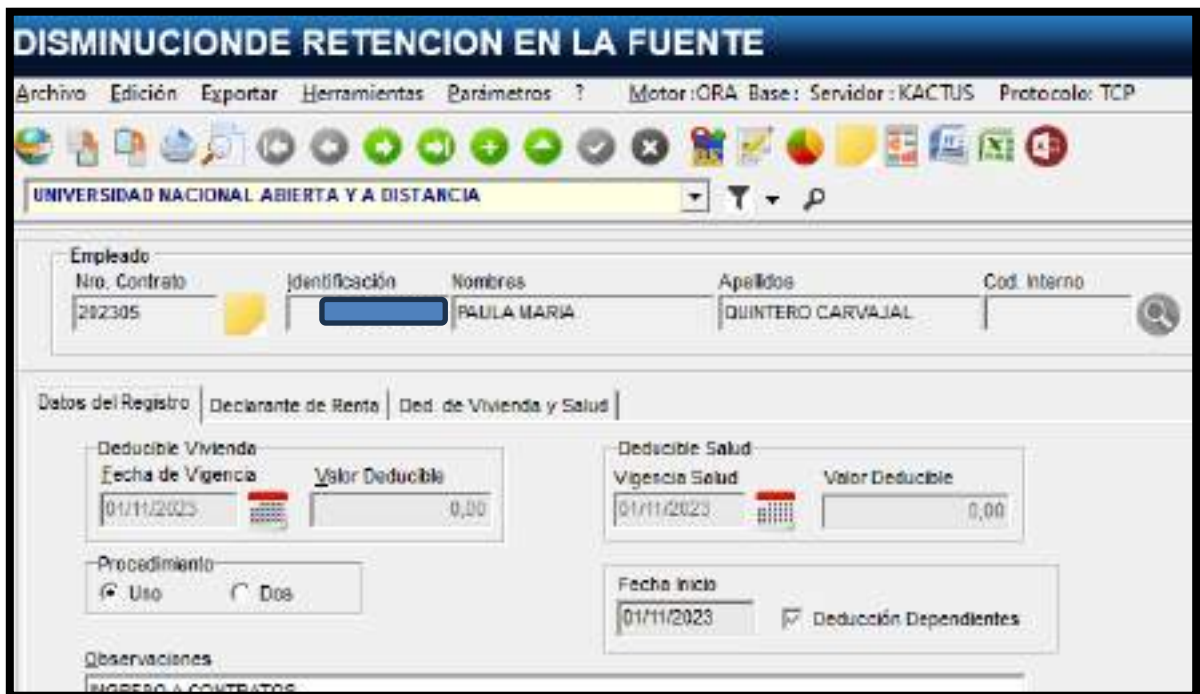 DISMINUCIONDE RETENCION EN LA FUENTE
Archivo Edición Exportar Herramientas Parámetros ? Motor :ORA Base: Servidor : KACTUS Protocolo: TCP
UNIVERSIDAD NACIONAL ABIERTA Y A DISTANCIA
Empleado
Nro. Contrato Identificación Nombres Apellidos Cod. Interno
202305 PAULA MARIA QUINTERO CARVAJAL
Datos del Registro Declarante de Renta Ded. de Vivienda y Salud
Deducible Vivienda Deducible Salud
Fecha de Vigencia Valor Deducible Vigencia Salud Valor Deducible
01/11/2023 0,00 01/11/2023 0,00
Procedimiento
Uno Dos
Fecha Inicio
01/11/2023 Deducción Dependientes
Observaciones
INGRESO A CONTRATOS